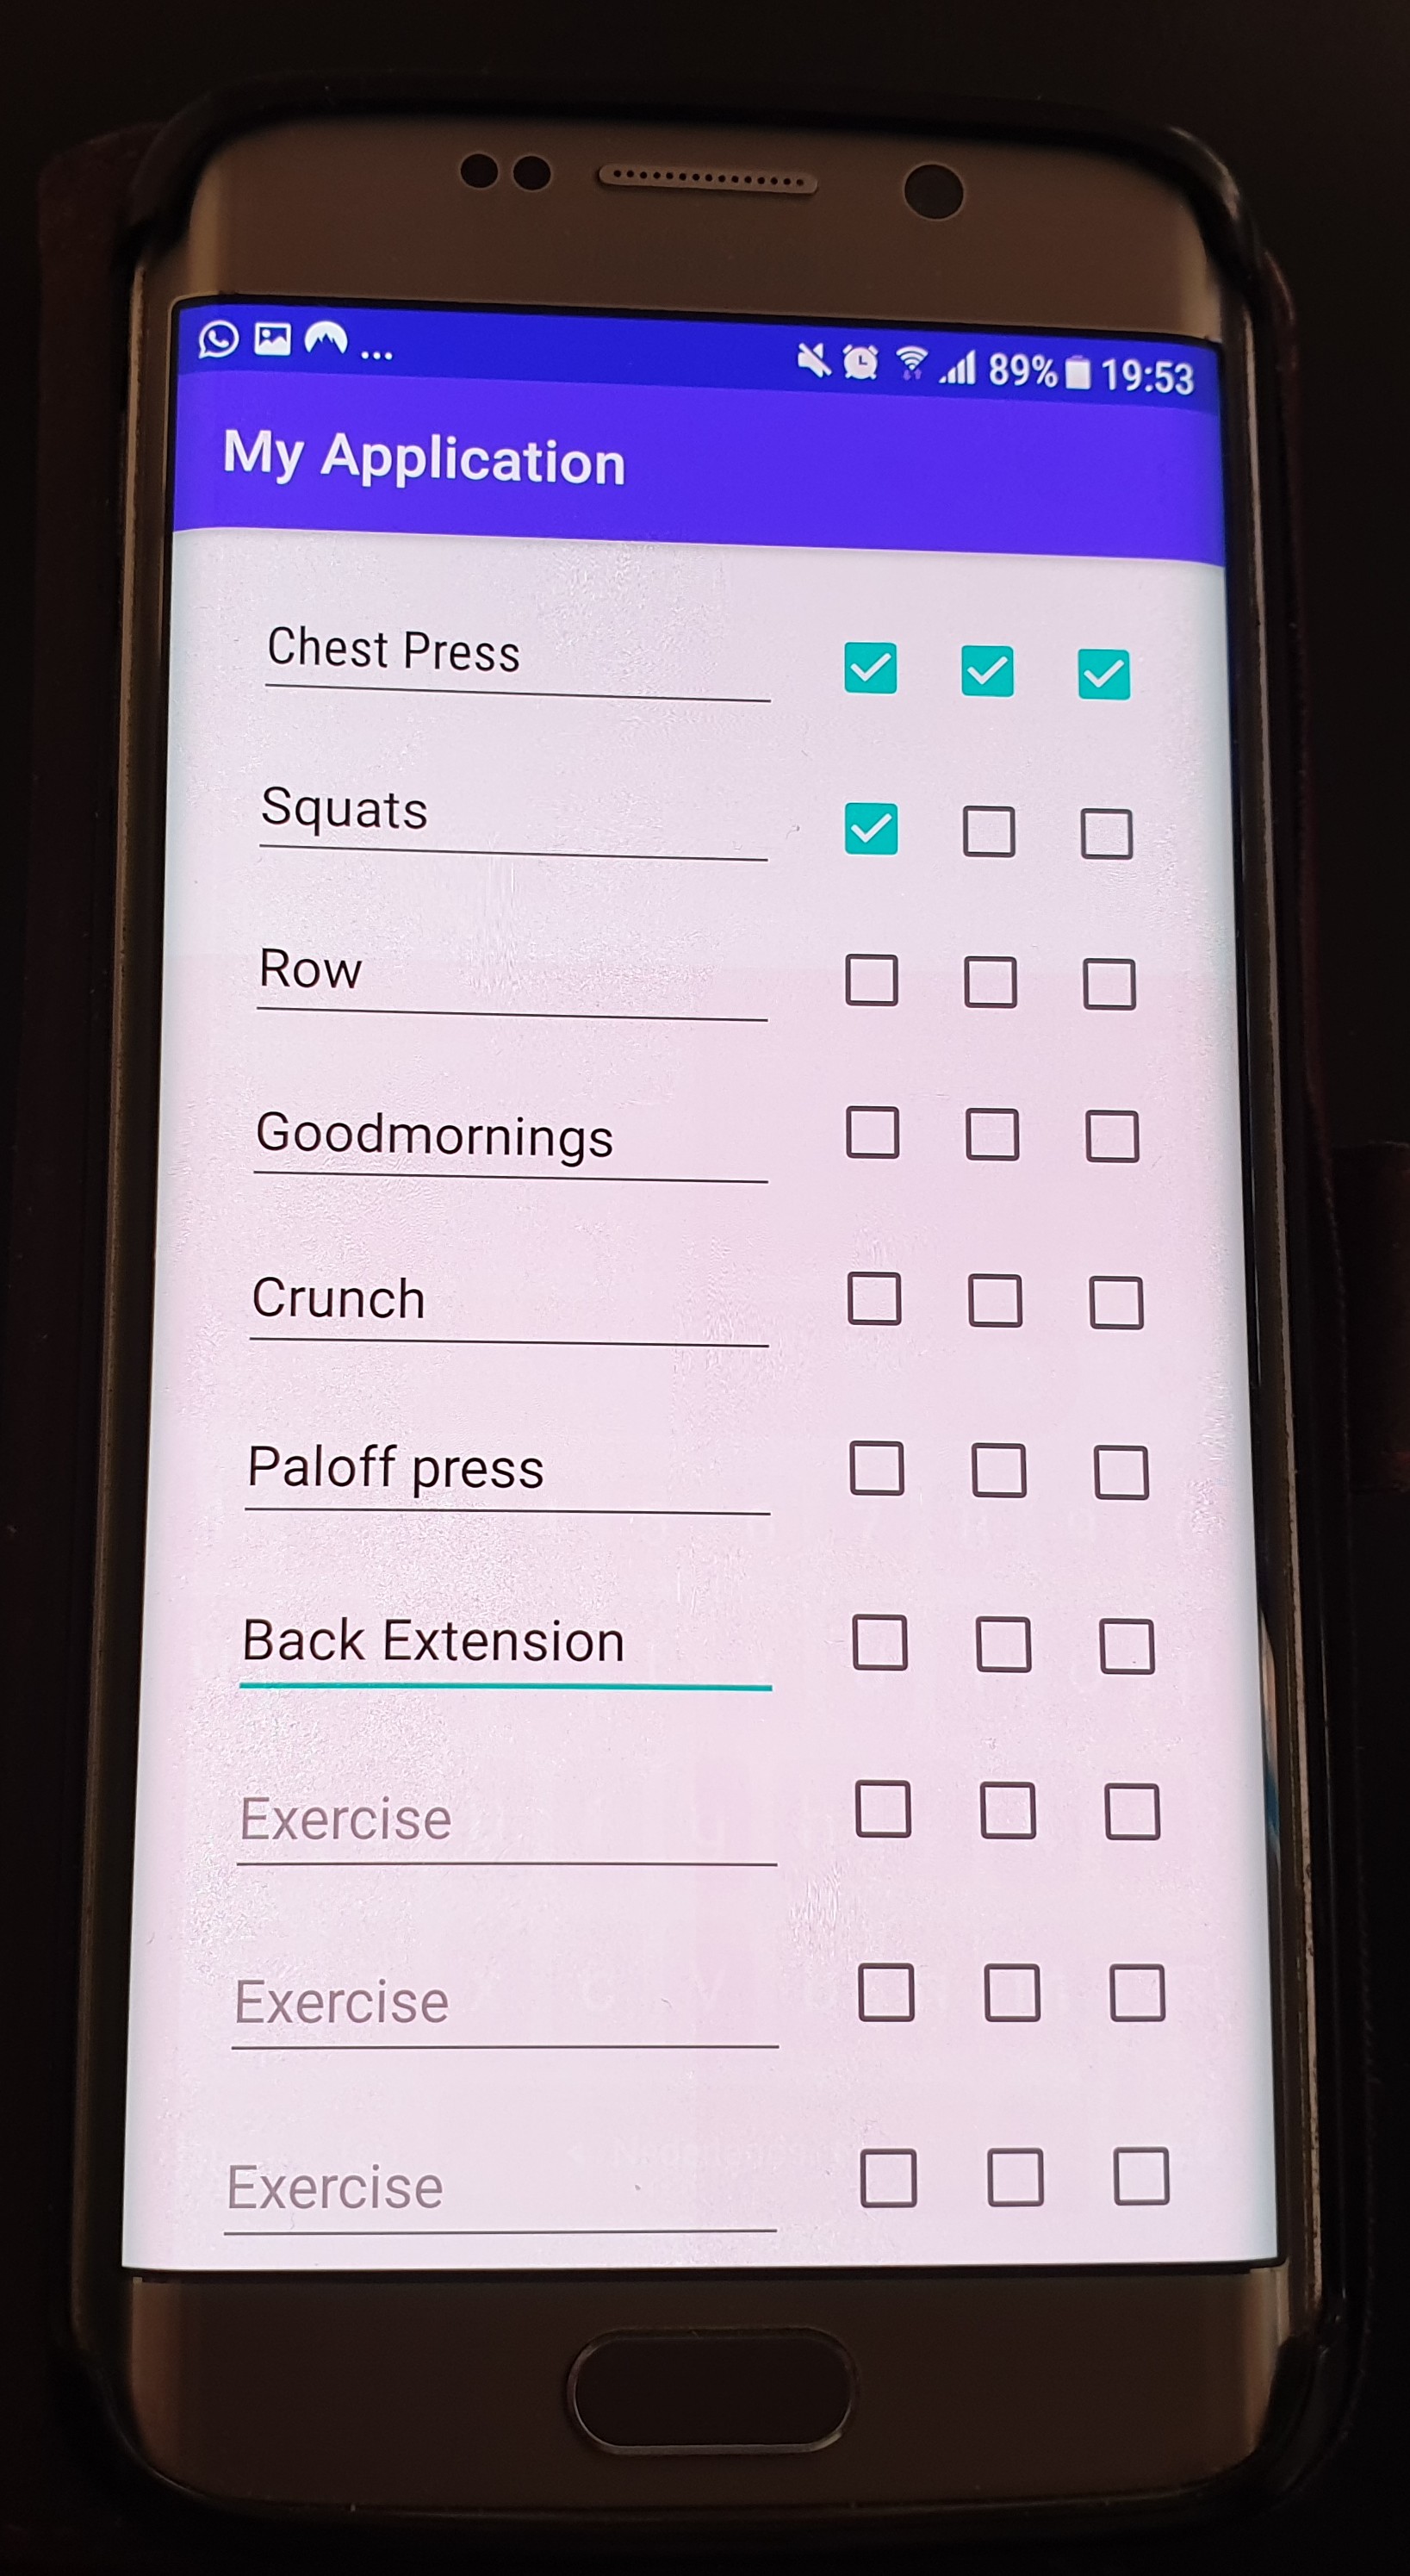 ... 89% 19:53
My Application
Chest Press
Squats
Row
Goodmornings
Crunch
Paloff press
Back Extension
Exercise
Exercise
Exercise